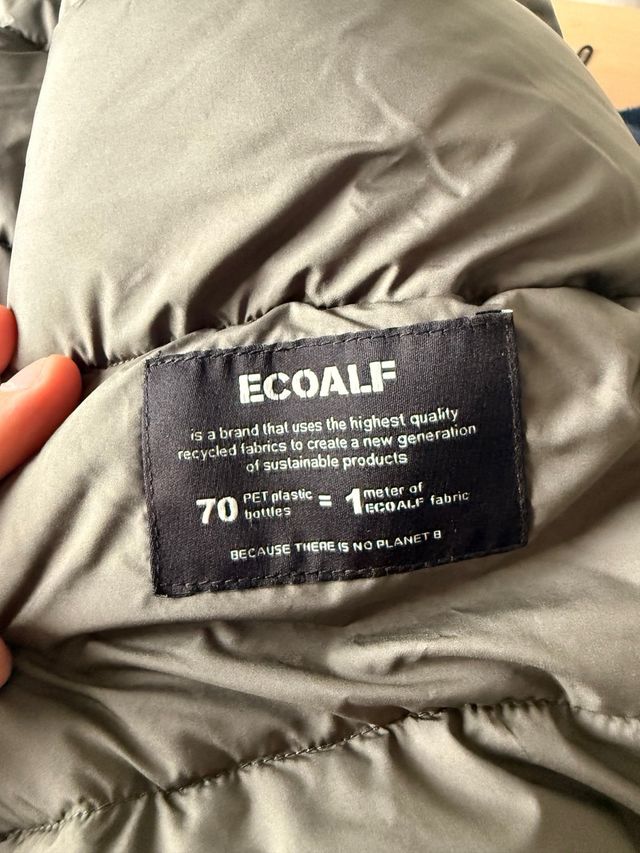 ECOALF
is a brand that uses the highest quality
recycled fabrics to create a new generation
of sustainable products
70 PET plastic bottles = 1 meter of ECOALF fabric
BECAUSE THERE IS NO PLANET B